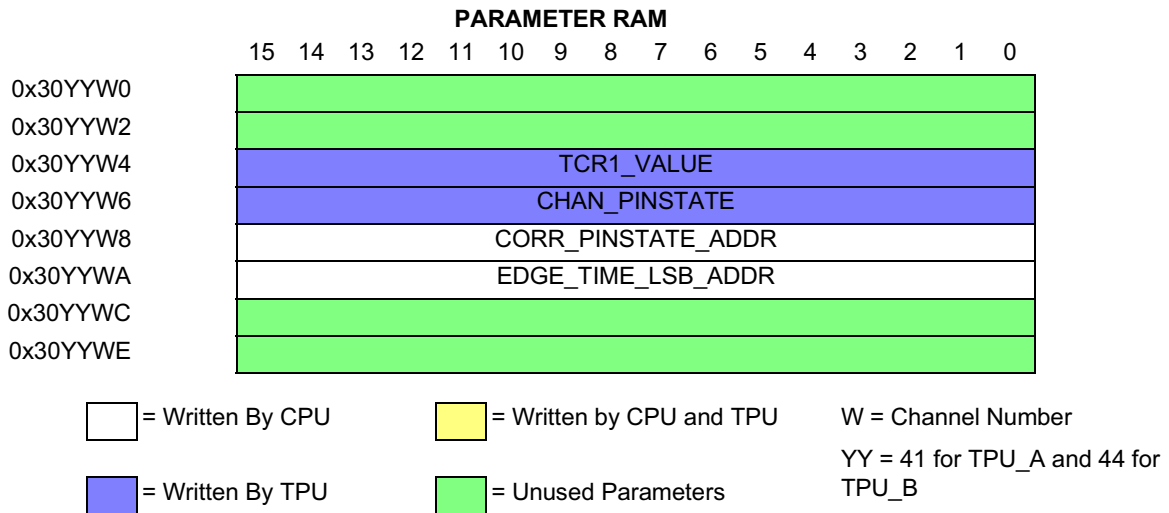 PARAMETER RAM
15 14 13 12 11 10 9 8 7 6 5 4 3 2 1 0
0x30YYW0
0x30YYW2
0x30YYW4 TCR1_VALUE
0x30YYW6 CHAN_PINSTATE
0x30YYW8 CORR_PINSTATE_ADDR
0x30YYWA EDGE_TIME_LSB_ADDR
0x30YYWC
0x30YYWE
= Written By CPU = Written by CPU and TPU W = Channel Number
= Written By TPU = Unused Parameters YY = 41 for TPU_A and 44 for
TPU_B